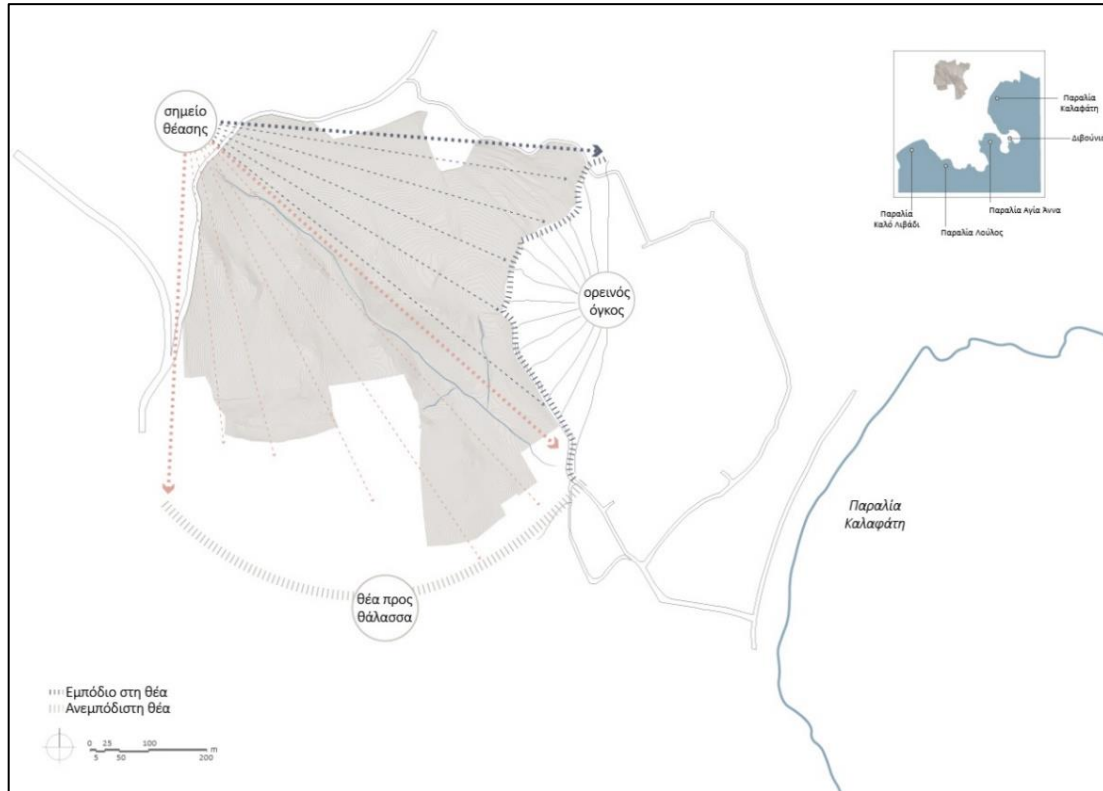 σημείο
θέασης
Παραλία
Καλαφάτη
Διβούνια
Παραλία Αγία Άννα
Παραλία
Καλό Λιβάδι
Παραλία Λούλος
ορεινός
όγκος
Παραλία
Καλαφάτη
θέα προς
θάλασσα
Εμπόδιο στη θέα
Ανεμπόδιστη θέα
0 25 100 m
5 50 200